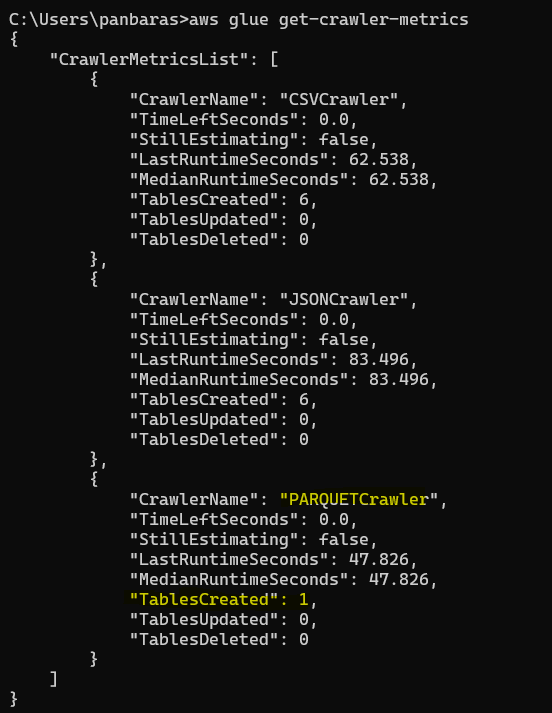 C:\Users\panbaras>aws glue get-crawler-metrics
{
    "CrawlerMetricsList": [
        {
            "CrawlerName": "CSVCrawler",
            "TimeLeftSeconds": 0.0,
            "StillEstimating": false,
            "LastRuntimeSeconds": 62.538,
            "MedianRuntimeSeconds": 62.538,
            "TablesCreated": 6,
            "TablesUpdated": 0,
            "TablesDeleted": 0
        },
        {
            "CrawlerName": "JSONCrawler",
            "TimeLeftSeconds": 0.0,
            "StillEstimating": false,
            "LastRuntimeSeconds": 83.496,
            "MedianRuntimeSeconds": 83.496,
            "TablesCreated": 6,
            "TablesUpdated": 0,
            "TablesDeleted": 0
        },
        {
            "CrawlerName": "PARQUETCrawler",
            "TimeLeftSeconds": 0.0,
            "StillEstimating": false,
            "LastRuntimeSeconds": 47.826,
            "MedianRuntimeSeconds": 47.826,
            "TablesCreated": 1,
            "TablesUpdated": 0,
            "TablesDeleted": 0
        }
    ]
}